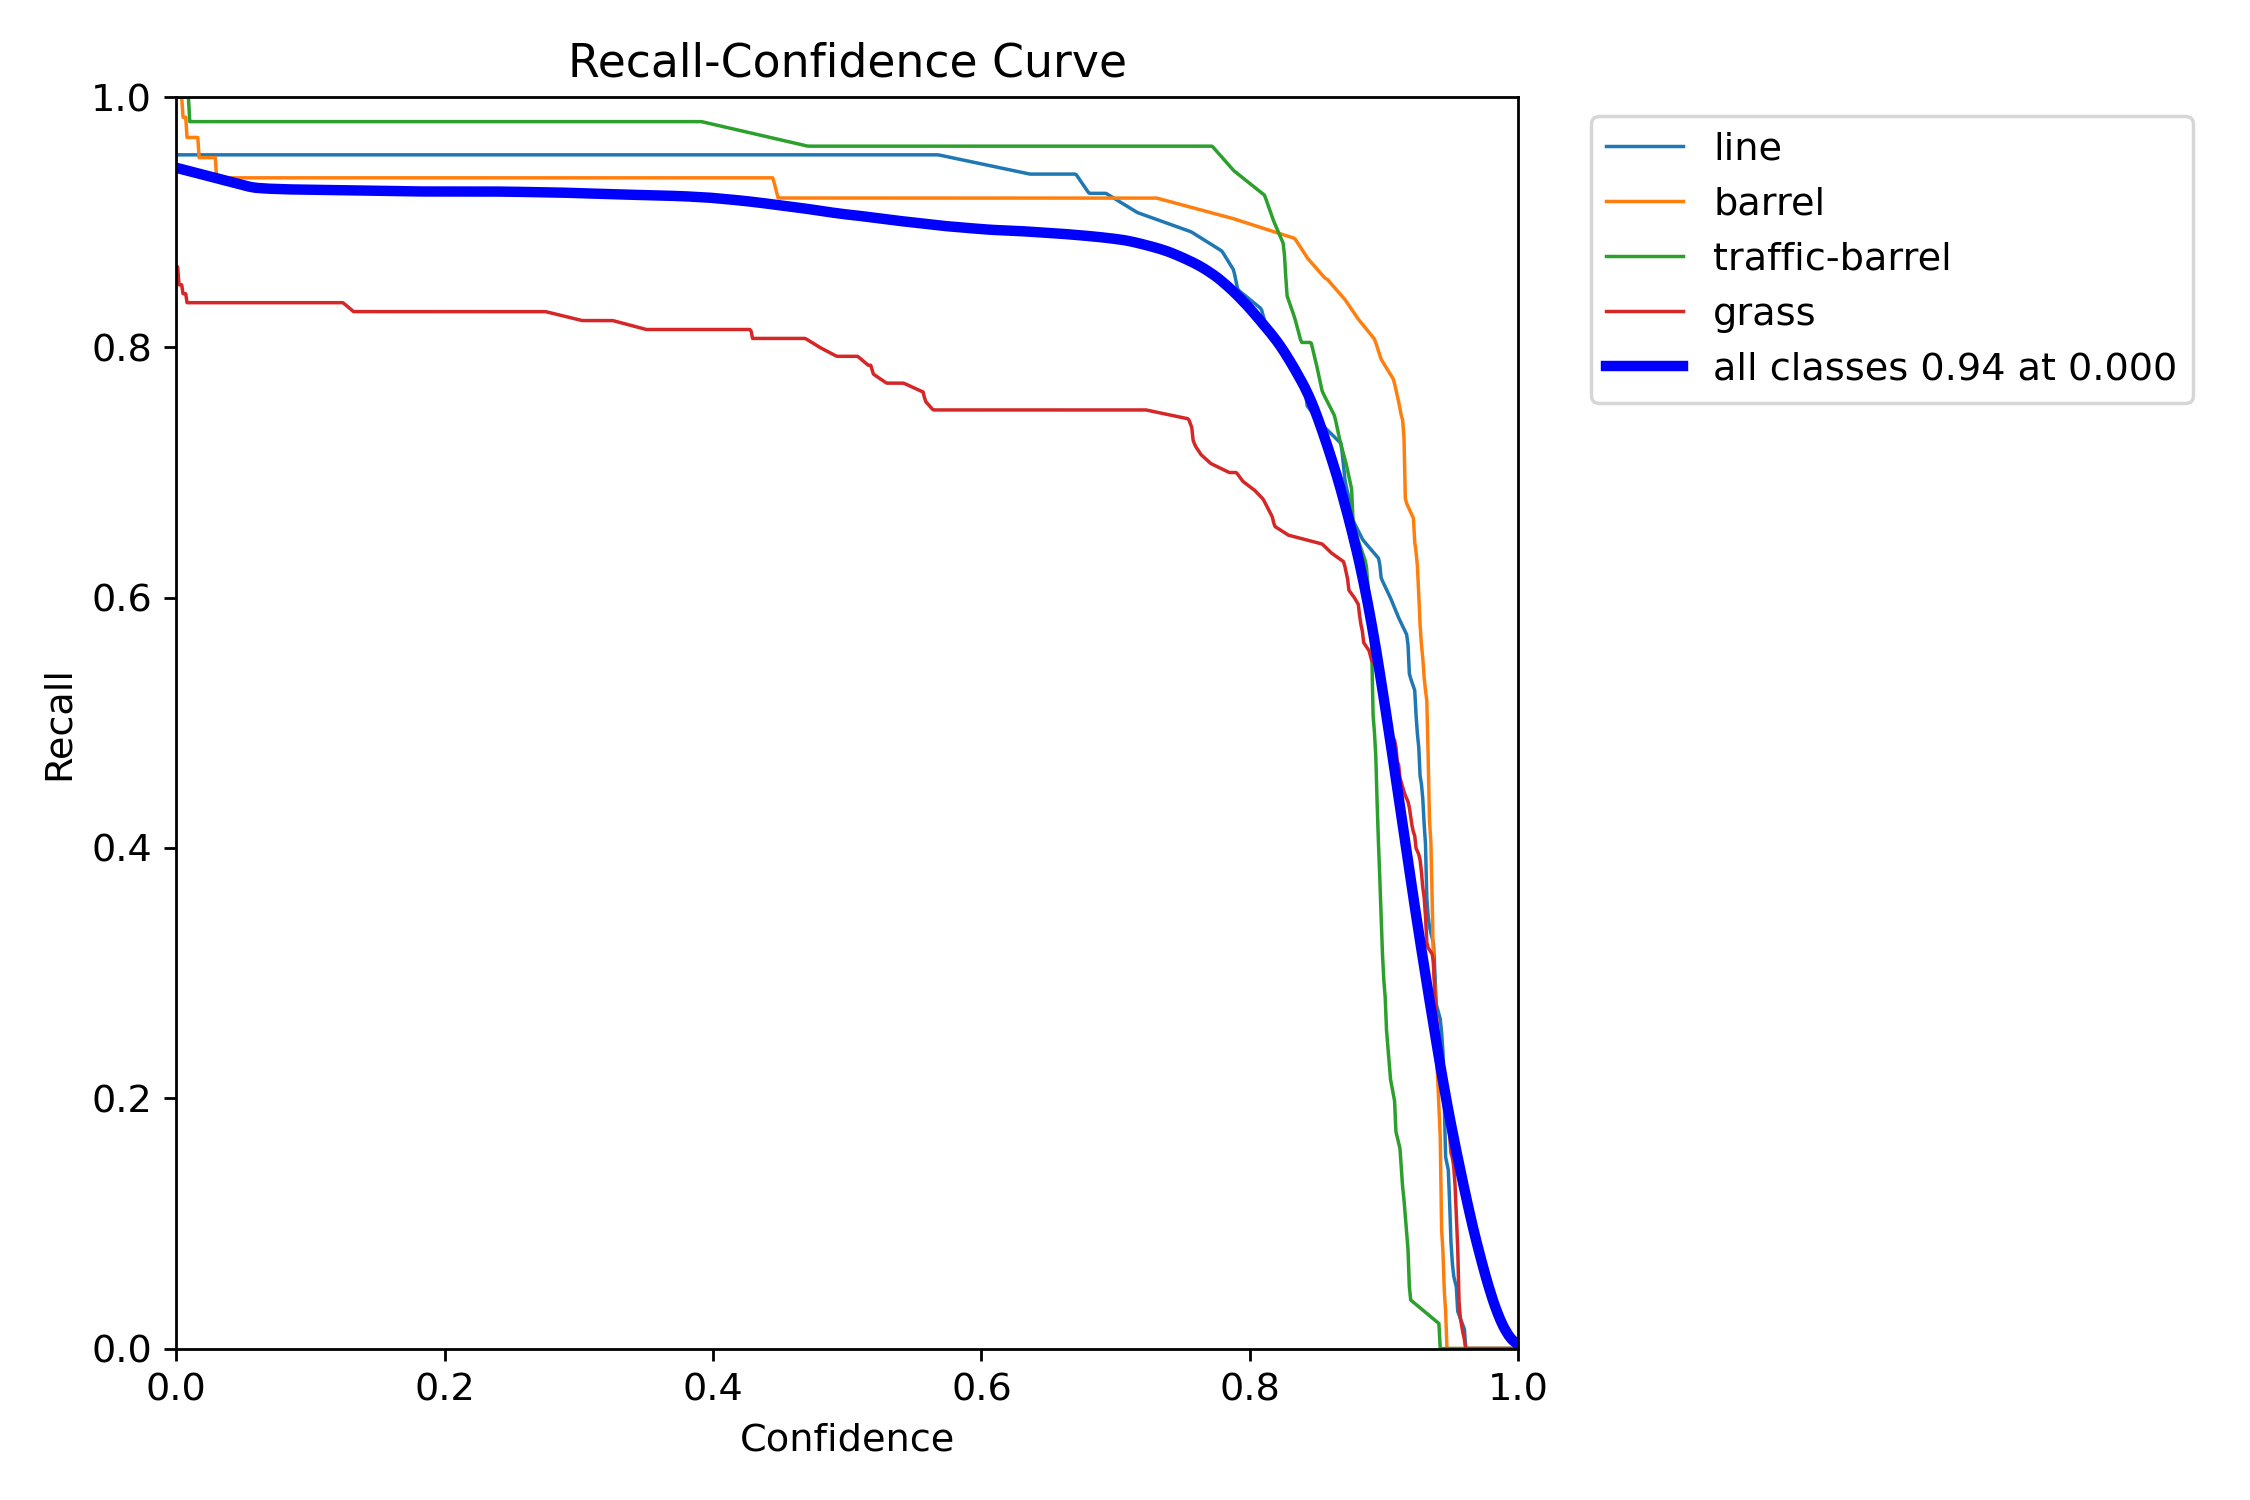 Recall-Confidence Curve
1.0
0.8
0.6
0.4
0.2
0.0
Recall
0.0 0.2 0.4 0.6 0.8 1.0
Confidence
line
barrel
traffic-barrel
grass
all classes 0.94 at 0.000